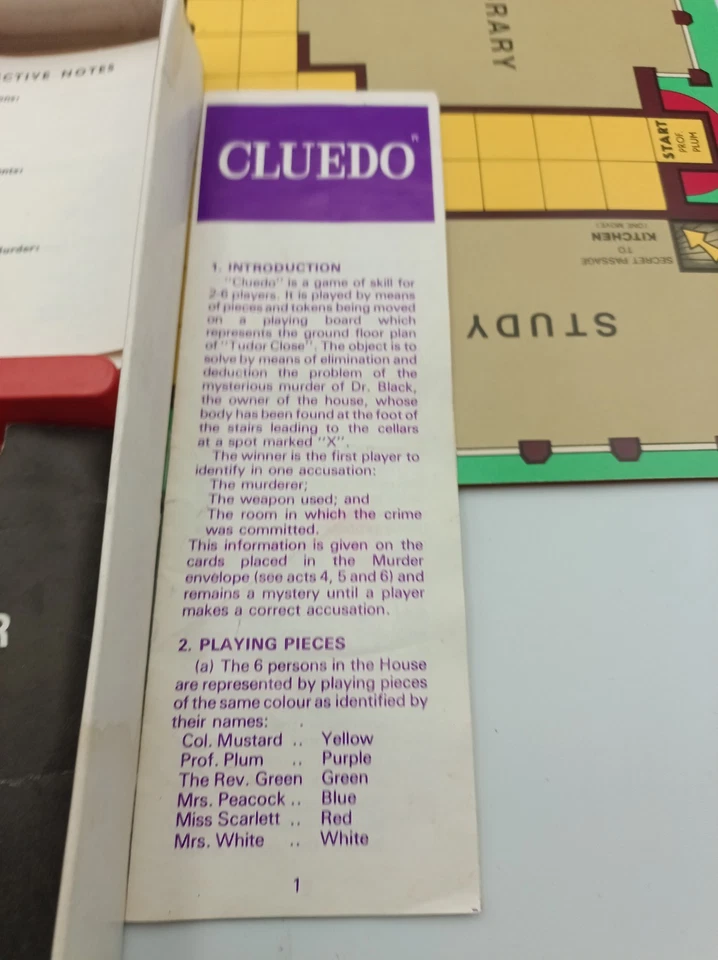 CTIVE NOTES
RARY
START
PROF.
PLUM
SECRET PASSAGE
TO
KITCHEN
(ONE MOVE)
STUDY
R
CLUEDO
1. INTRODUCTION
"Cluedo" is a game of skill for
2-6 players. It is played by means
of pieces and tokens being moved
on a playing board which
represents the ground floor plan
of "Tudor Close". The object is to
solve by means of elimination and
deduction the problem of the
mysterious murder of Dr. Black,
the owner of the house, whose
body has been found at the foot of
the stairs leading to the cellars
at a spot marked "X".
The winner is the first player to
identify in one accusation:
The murderer;
The weapon used; and
The room in which the crime
was committed.
This information is given on the
cards placed in the Murder
envelope (see acts 4, 5 and 6) and
remains a mystery until a player
makes a correct accusation.
2. PLAYING PIECES
(a) The 6 persons in the House
are represented by playing pieces
of the same colour as identified by
their names:
Col. Mustard .. Yellow
Prof. Plum .. Purple
The Rev. Green Green
Mrs. Peacock .. Blue
Miss Scarlett .. Red
Mrs. White .. White
1